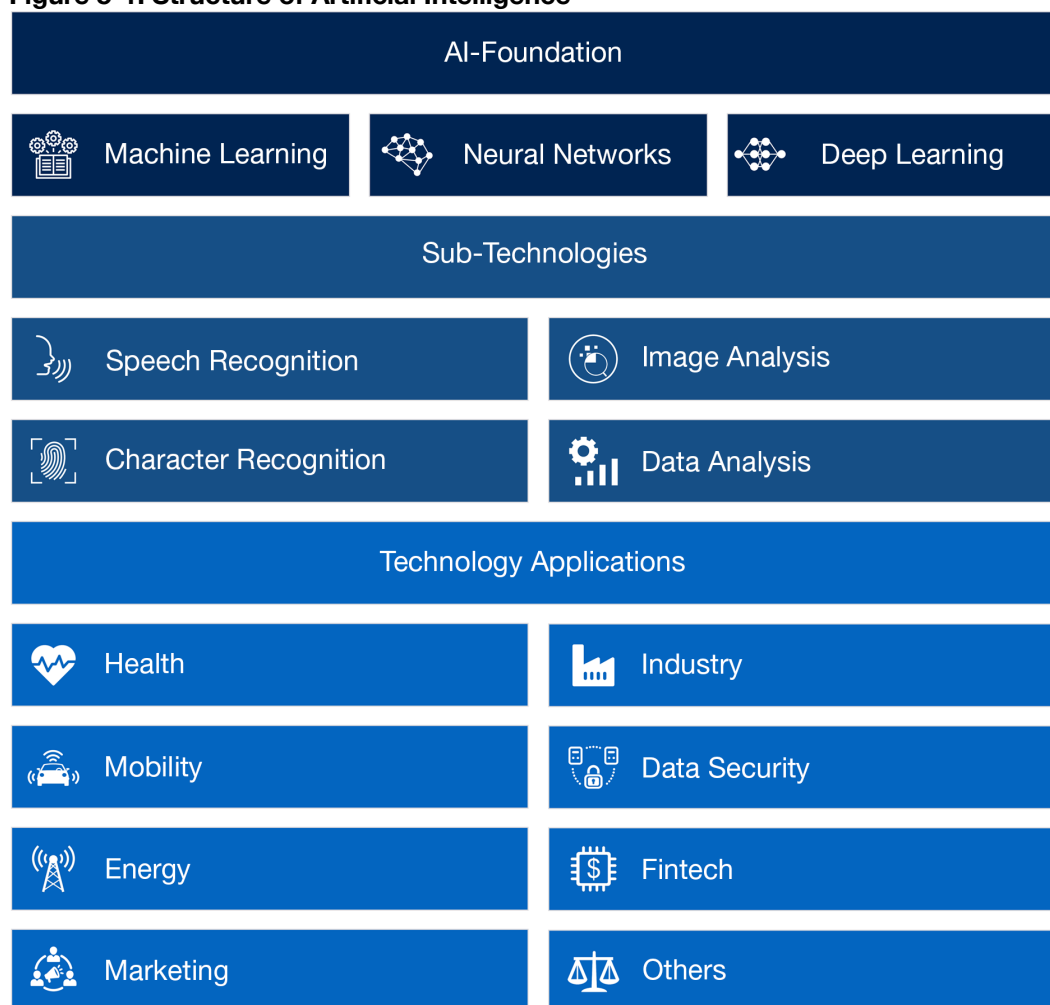 AI-Foundation
Machine Learning
Neural Networks
Deep Learning
Sub-Technologies
Speech Recognition
Image Analysis
Character Recognition
Data Analysis
Technology Applications
Health
Industry
Mobility
Data Security
Energy
Fintech
$
Marketing
Others